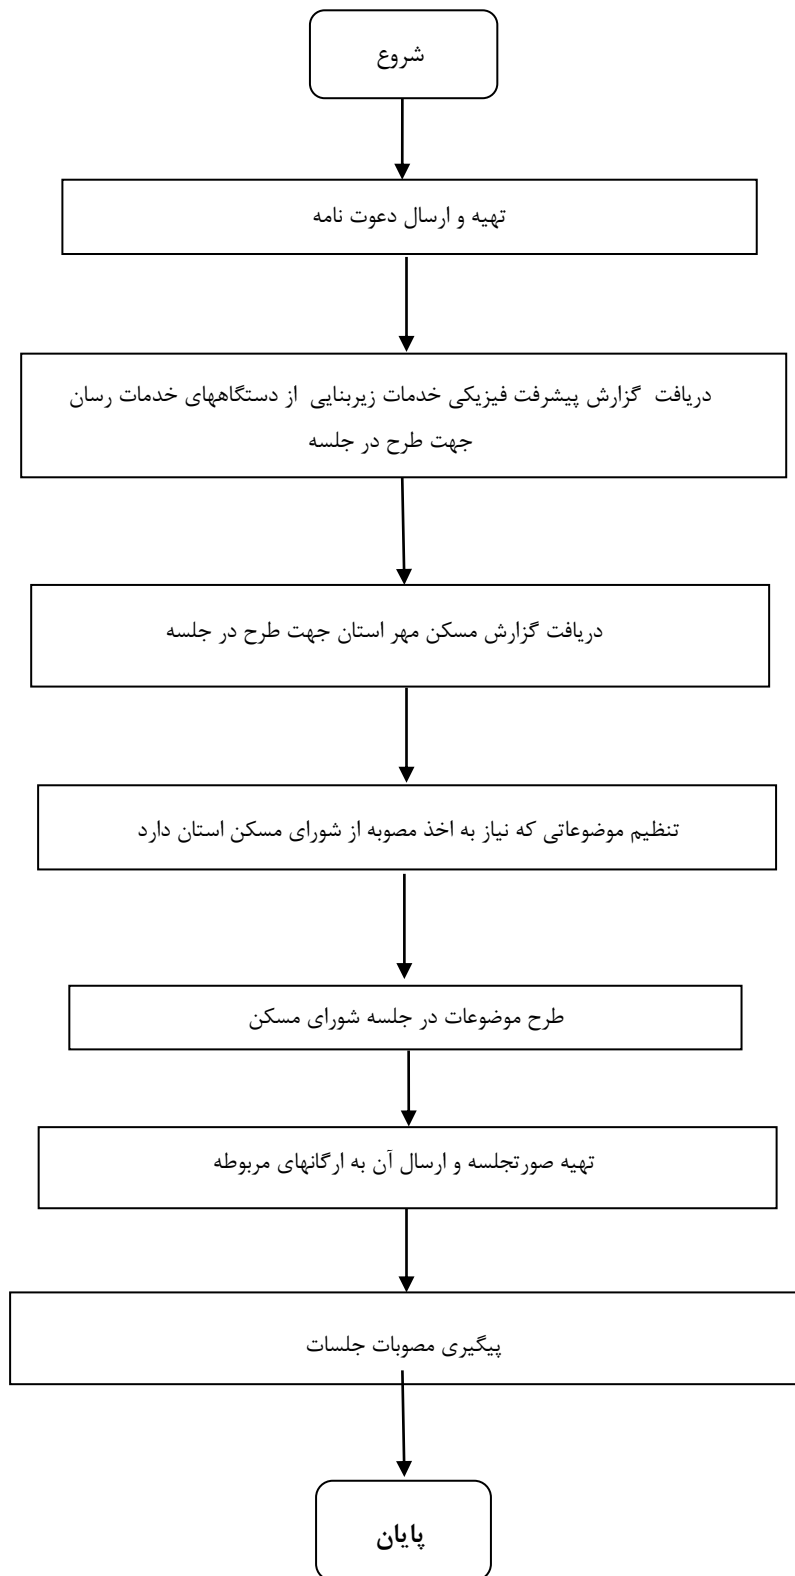 شروع
تهیه و ارسال دعوت نامه
دریافت گزارش پیشرفت فیزیکی خدمات زیربنایی از دستگاههای خدمات رسان
جهت طرح در جلسه
دریافت گزارش مسکن مهر استان جهت طرح در جلسه
تنظیم موضوعاتی که نیاز به اخذ مصوبه از شورای مسکن استان دارد
طرح موضوعات در جلسه شورای مسکن
تهیه صورتجلسه و ارسال آن به ارگانهای مربوطه
پیگیری مصوبات جلسات
پایان